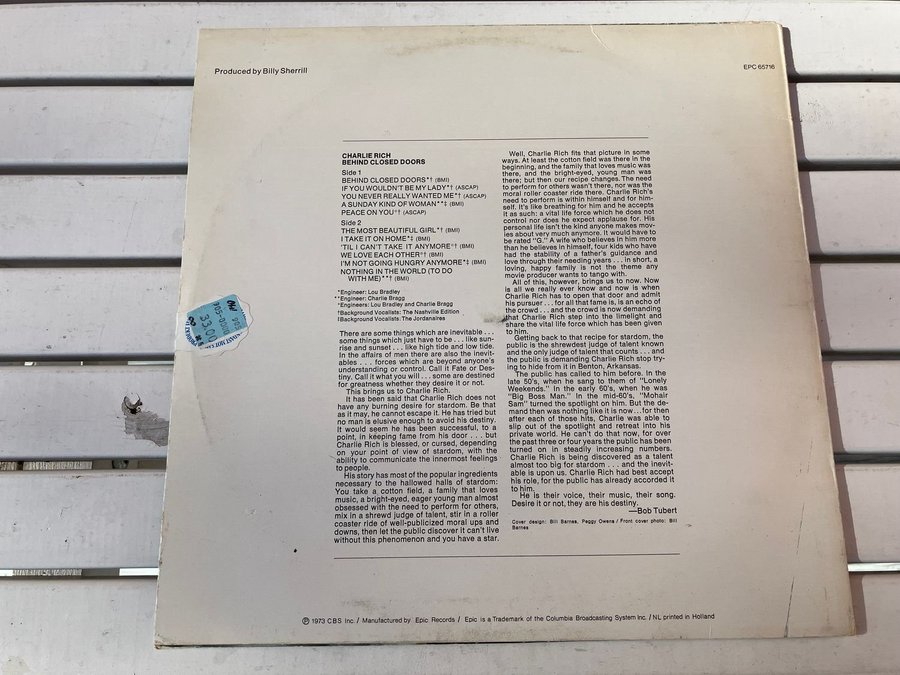 Produced by Billy Sherrill
EPC 65716
CHARLIE RICH
BEHIND CLOSED DOORS
Side 1
BEHIND CLOSED DOORS*† (BMI)
IF YOU WOULDN'T BE MY LADY*† (ASCAP)
YOU NEVER REALLY WANTED ME*† (ASCAP)
A SUNDAY KIND OF WOMAN**‡ (BMI)
PEACE ON YOU*† (ASCAP)
Side 2
THE MOST BEAUTIFUL GIRL*† (BMI)
I TAKE IT ON HOME*‡ (BMI)
'TIL I CAN'T TAKE IT ANYMORE*† (BMI)
WE LOVE EACH OTHER*† (BMI)
I'M NOT GOING HUNGRY ANYMORE*‡ (BMI)
NOTHING IN THE WORLD (TO DO
WITH ME)**† (BMI)
*Engineer: Lou Bradley
**Engineer: Charlie Bragg
*Engineers: Lou Bradley and Charlie Bragg
†Background Vocalists: The Nashville Edition
‡Background Vocalists: The Jordanaires
There are some things which are inevitable . . .
some things which just have to be . . . like sun-
rise and sunset . . . like high tide and low tide.
In the affairs of men there are also the inevit-
ables . . . forces which are beyond anyone's
understanding or control. Call it Fate or Des-
tiny. Call it what you will . . . some are destined
for greatness whether they desire it or not.
This brings us to Charlie Rich.
It has been said that Charlie Rich does not
have any burning desire for stardom. Be that
as it may, he cannot escape it. He has tried but
no man is elusive enough to avoid his destiny.
It would seem he has been successful, to a
point, in keeping fame from his door . . . but
Charlie Rich is blessed, or cursed, depending
on your point of view of stardom, with the
ability to communicate the innermost feelings
to people.
His story has most of the popular ingredients
necessary to the hallowed halls of stardom:
You take a cotton field, a family that loves
music, a bright-eyed, eager young man almost
obsessed with the need to perform for others,
mix in a shrewd judge of talent, stir in a roller
coaster ride of well-publicized moral ups and
downs, then let the public discover it can't live
without this phenomenon and you have a star.
Well, Charlie Rich fits that picture in some
ways. At least the cotton field was there in the
beginning, and the family that loves music was
there, and the bright-eyed, young man was
there; but then our recipe changes. The need
to perform for others wasn't there, nor was the
moral roller coaster ride there. Charlie Rich's
need to perform is within himself and for him-
self. It's like breathing for him and he accepts
it as such: a vital life force which he does not
control nor does he expect applause for. His
personal life isn't the kind anyone makes mov-
ies about very much anymore. It would have to
be rated "G." A wife who believes in him more
than he believes in himself, four kids who have
had the stability of a father's guidance and
love through their needing years . . . in short, a
loving, happy family is not the theme any
movie producer wants to tango with.
All of this, however, brings us to now. Now
is all we really ever know and now is when
Charlie Rich has to open that door and admit
his pursuer . . . for all that fame is, is an echo of
the crowd . . . and the crowd is now demanding
that Charlie Rich step into the limelight and
share the vital life force which has been given
to him.
Getting back to that recipe for stardom, the
public is the shrewdest judge of talent known
and the only judge of talent that counts . . . and
the public is demanding Charlie Rich stop try-
ing to hide from it in Benton, Arkansas.
The public has called to him before. In the
late 50's, when he sang to them of "Lonely
Weekends." In the early 60's, when he was
"Big Boss Man." In the mid-60's, "Mohair
Sam" turned the spotlight on him. But the de-
mand then was nothing like it is now...for then
after each of those hits, Charlie was able to
slip out of the spotlight and retreat into his
private world. He can't do that now, for over
the past three or four years the public has been
turned on in steadily increasing numbers.
Charlie Rich is being discovered as a talent
almost too big for stardom . . . and the inevit-
able is upon us. Charlie Rich had best accept
his role, for the public has already accorded it
to him.
He is their voice, their music, their song.
Desire it or not, they are his destiny.
—Bob Tubert
Cover design: Bill Barnes, Peggy Owens / Front cover photo: Bill
Barnes
℗ 1973 CBS Inc. / Manufactured by Epic Records / Epic is a Trademark of the Columbia Broadcasting System Inc. / NL printed in Holland